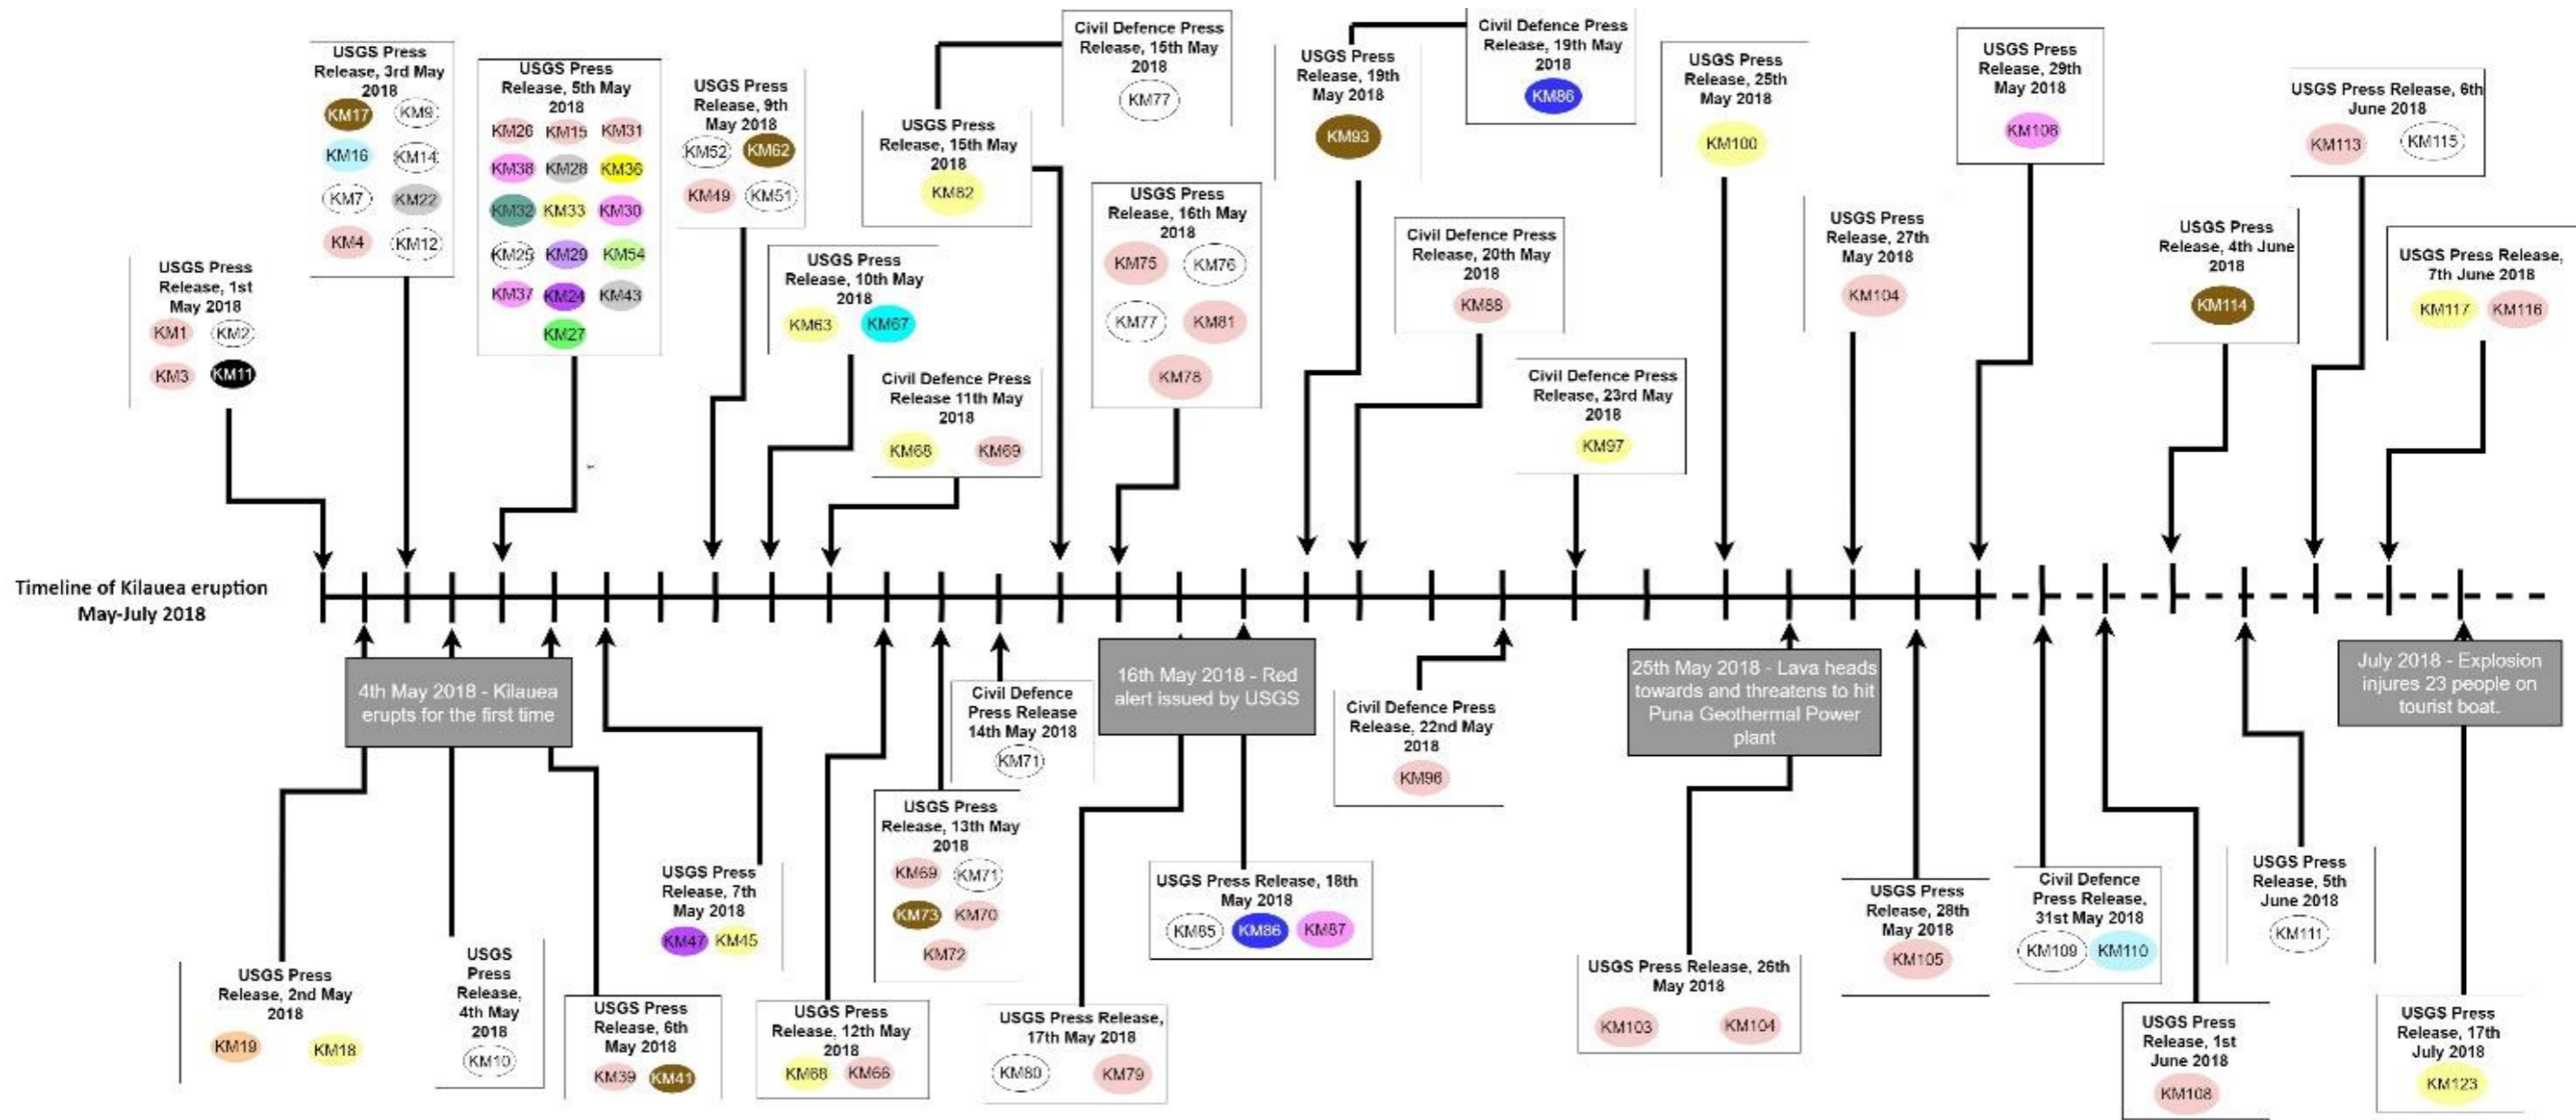 USGS Press
Release, 1st
May 2018
KM1 KM2
KM3 KM11
USGS Press
Release, 3rd May
2018
KM17 KM9
KM16 KM14
KM7 KM22
KM4 KM12
USGS Press
Release, 5th May
2018
KM26 KM15 KM31
KM38 KM28 KM36
KM32 KM33 KM30
KM25 KM29 KM54
KM37 KM24 KM43
KM27
USGS Press
Release, 9th
May 2018
KM52 KM62
KM49 KM51
USGS Press
Release, 10th May
2018
KM63 KM67
Civil Defence Press
Release 11th May
2018
KM68 KM69
USGS Press
Release, 15th May
2018
KM82
Civil Defence Press
Release, 15th May
2018
KM77
USGS Press
Release, 16th May
2018
KM75 KM76
KM77 KM81
KM78
USGS Press
Release, 19th
May 2018
KM93
Civil Defence Press
Release, 19th May
2018
KM86
Civil Defence Press
Release, 20th May
2018
KM88
Civil Defence Press
Release, 23rd May
2018
KM97
USGS Press
Release, 25th
May 2018
KM100
USGS Press
Release, 27th
May 2018
KM104
USGS Press
Release, 29th
May 2018
KM106
USGS Press
Release, 4th June
2018
KM114
USGS Press Release, 6th
June 2018
KM113 KM115
USGS Press Release,
7th June 2018
KM117 KM116
Timeline of Kilauea eruption
May-July 2018
4th May 2018 - Kilauea
erupts for the first time
16th May 2018 - Red
alert issued by USGS
25th May 2018 - Lava heads
towards and threatens to hit
Puna Geothermal Power
plant
July 2018 - Explosion
injures 23 people on
tourist boat.
USGS Press
Release, 2nd May
2018
KM19 KM18
USGS
Press
Release,
4th May
2018
KM10
USGS Press
Release, 6th
May 2018
KM39 KM41
USGS Press
Release, 7th
May 2018
KM47 KM45
USGS Press
Release, 12th May
2018
KM68 KM66
USGS Press
Release, 13th May
2018
KM69 KM71
KM73 KM70
KM72
Civil Defence
Press Release
14th May 2018
KM71
USGS Press Release,
17th May 2018
KM80 KM79
USGS Press Release, 18th
May 2018
KM85 KM86 KM87
Civil Defence Press
Release, 22nd May
2018
KM96
USGS Press Release, 26th
May 2018
KM103 KM104
USGS Press
Release, 28th
May 2018
KM105
Civil Defence
Press Release,
31st May 2018
KM109 KM110
USGS Press
Release, 1st
June 2018
KM108
USGS Press
Release, 5th
June 2018
KM111
USGS Press
Release, 17th
July 2018
KM123